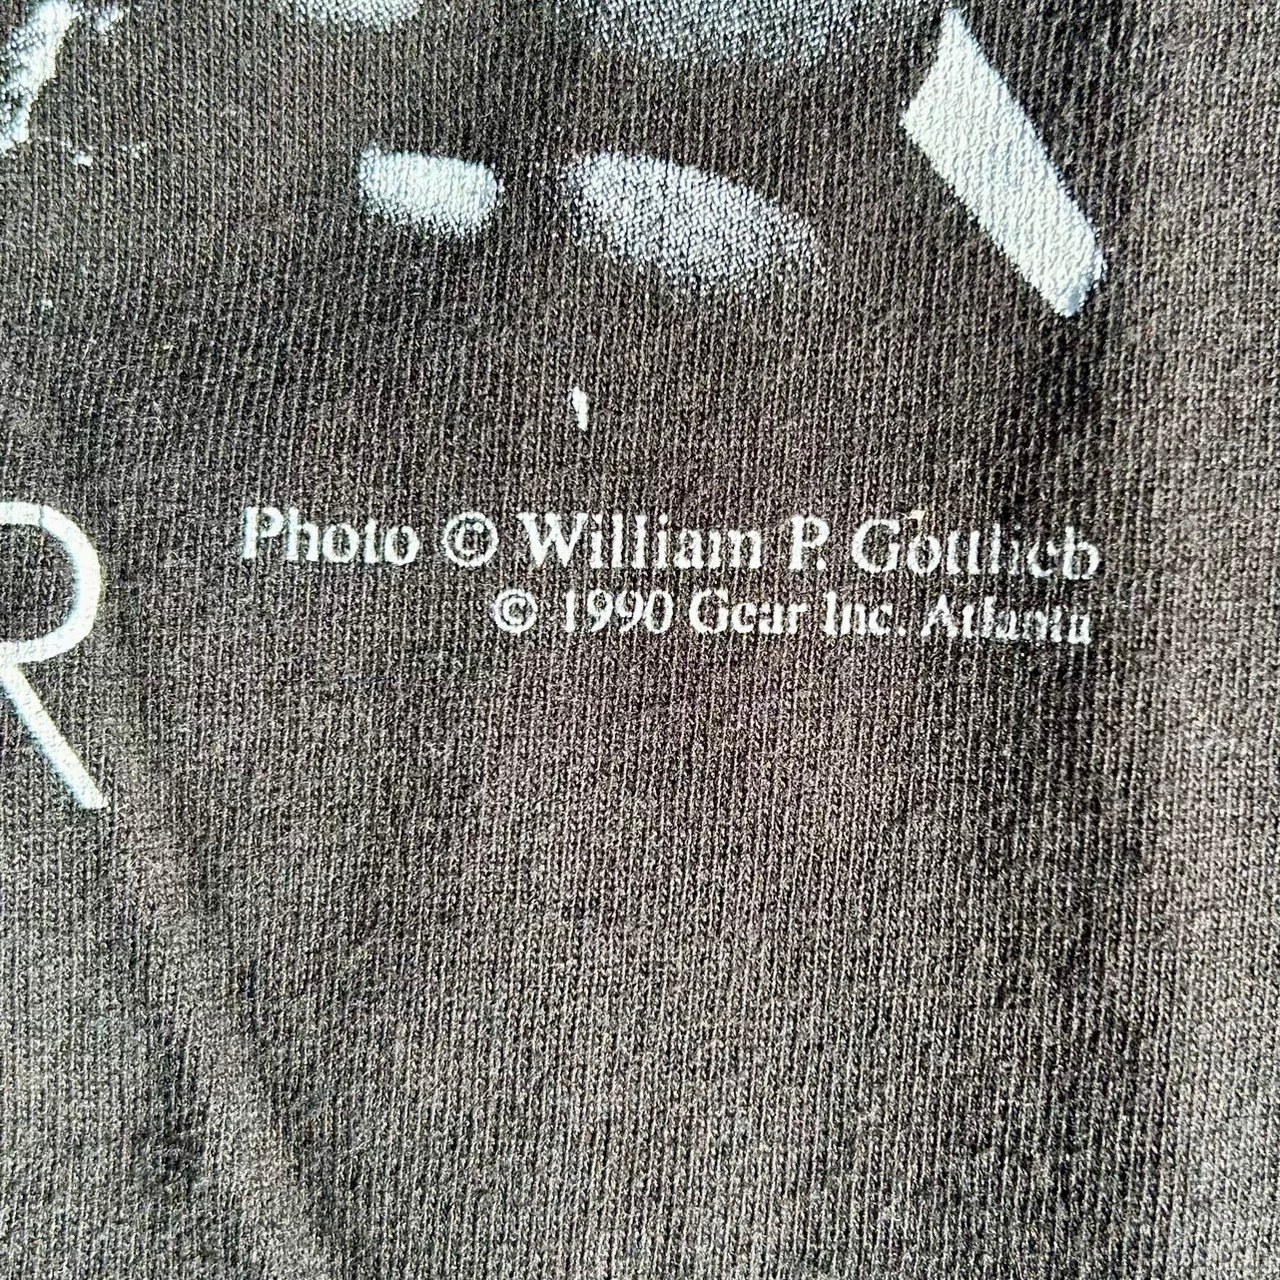 R
Photo © William P. Gottlieb
© 1990 Gear Inc. Atlanta